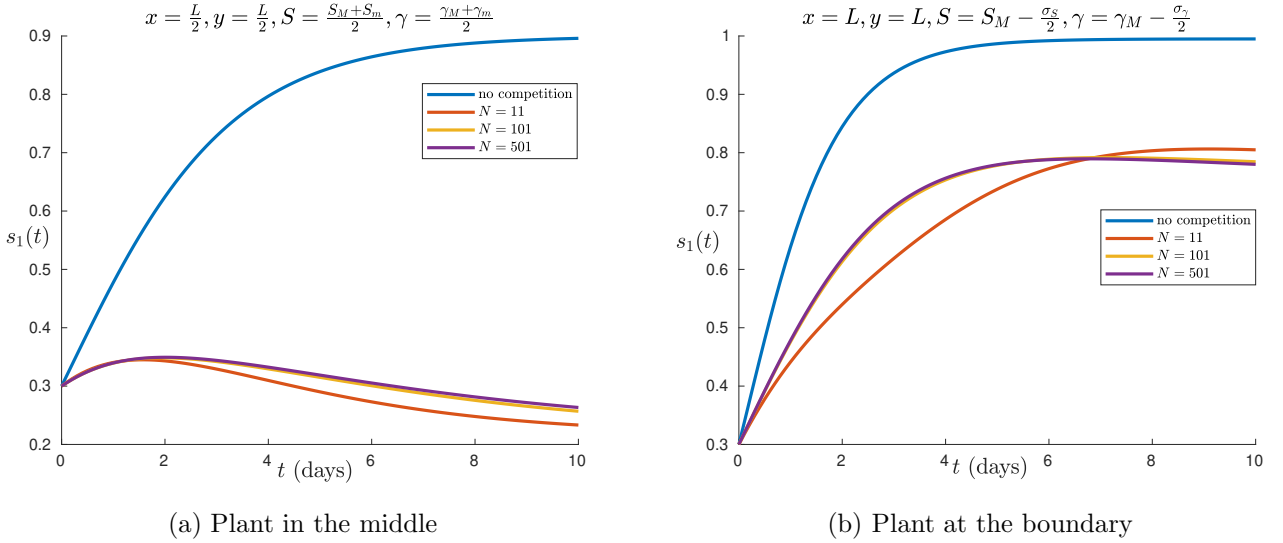 x = L/2, y = L/2, S = (S_M+S_m)/2, γ = (γ_M+γ_m)/2
0.9
0.8
0.7
0.6
0.5
0.4
0.3
0.2
s₁(t)
no competition
N = 11
N = 101
N = 501
0 2 4 6 8 10
t (days)
(a) Plant in the middle
x = L, y = L, S = S_M − σ_S/2, γ = γ_M − σ_γ/2
1
0.9
0.8
0.7
0.6
0.5
0.4
0.3
s₁(t)
no competition
N = 11
N = 101
N = 501
0 2 4 6 8 10
t (days)
(b) Plant at the boundary